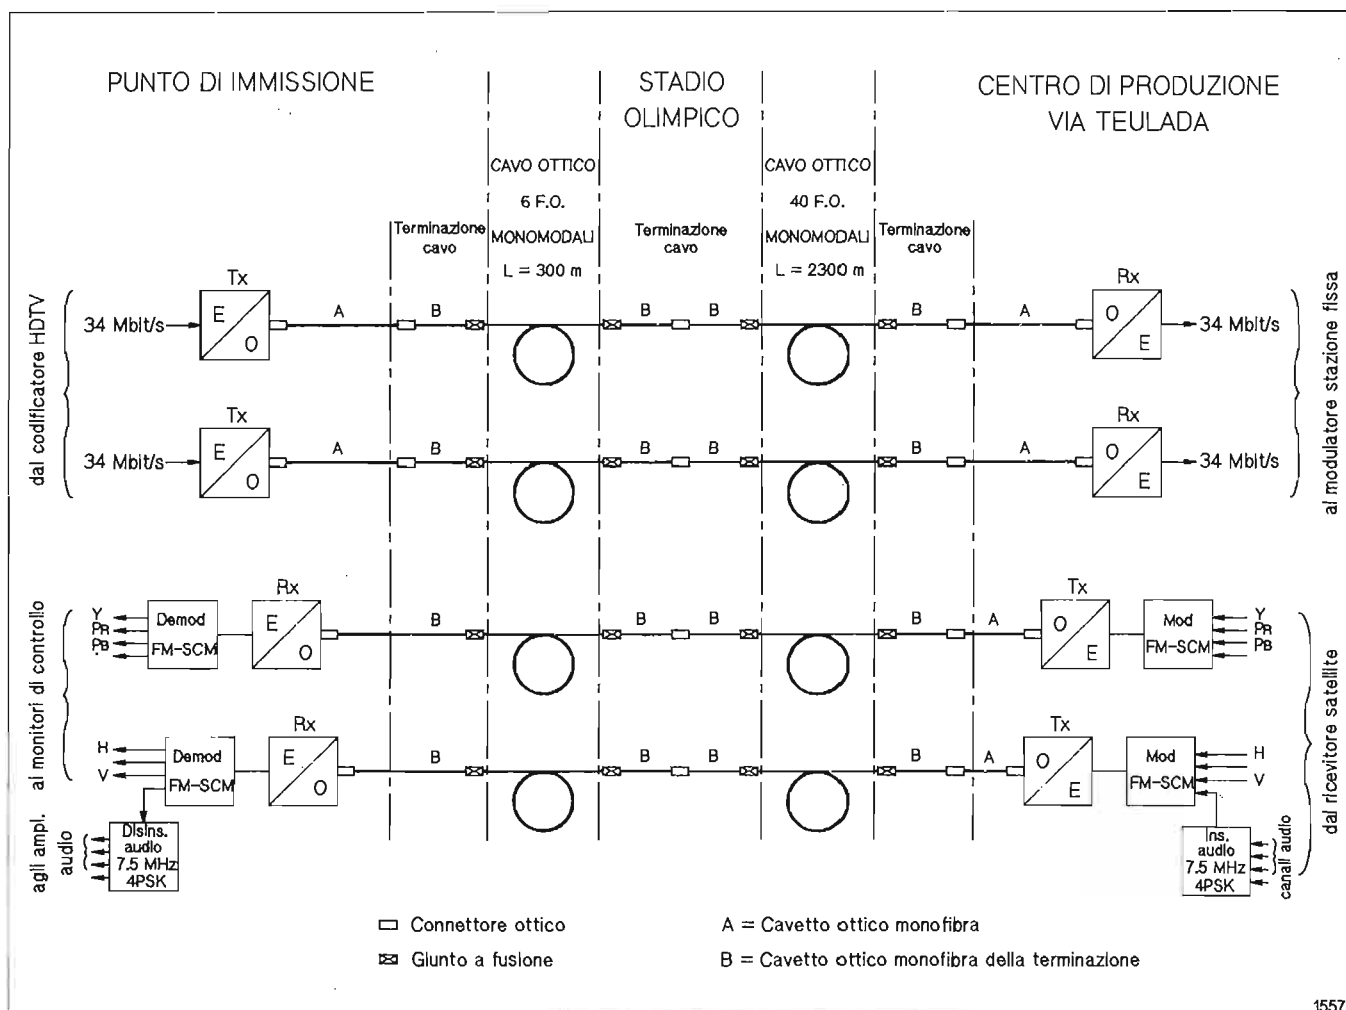 PUNTO DI IMMISSIONE
STADIO
OLIMPICO
CENTRO DI PRODUZIONE
VIA TEULADA
CAVO OTTICO
6 F.O.
MONOMODALI
L = 300 m
CAVO OTTICO
40 F.O.
MONOMODALI
L = 2300 m
Terminazione
cavo
Terminazione
cavo
Terminazione
cavo
dal codificatore HDTV
34 Mbit/s
Tx
E
O
A
B
B
B
B
A
Rx
O
E
34 Mbit/s
al modulatore stazione fissa
34 Mbit/s
Tx
E
O
A
B
B
B
B
A
Rx
O
E
34 Mbit/s
ai monitori di controllo
Y
PR
PB
Demod
FM-SCM
Rx
E
O
B
B
B
B
A
Tx
O
E
Mod
FM-SCM
Y
PR
PB
dal ricevitore satellite
H
V
Demod
FM-SCM
Rx
E
O
B
B
B
B
A
Tx
O
E
Mod
FM-SCM
H
V
agli ampl.
audio
Disins.
audio
7.5 MHz
4PSK
Ins.
audio
7.5 MHz
4PSK
canali audio
Connettore ottico
A = Cavetto ottico monofibra
Giunto a fusione
B = Cavetto ottico monofibra della terminazione
1557